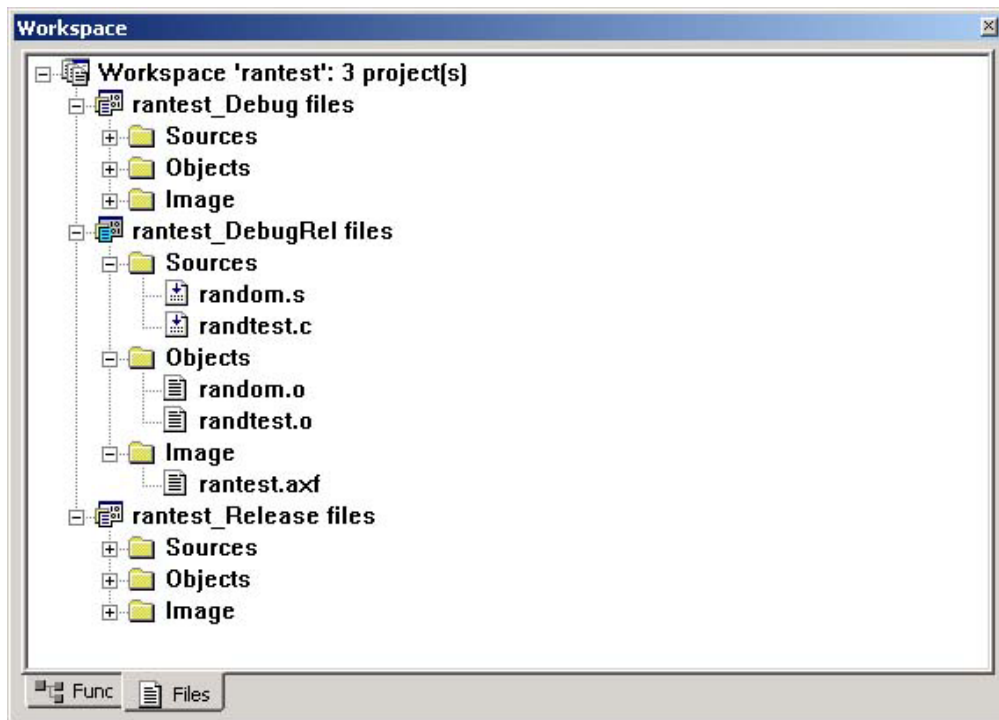 Workspace
Workspace 'rantest': 3 project(s)
rantest_Debug files
Sources
Objects
Image
rantest_DebugRel files
Sources
random.s
randtest.c
Objects
random.o
randtest.o
Image
rantest.axf
rantest_Release files
Sources
Objects
Image
Func Files